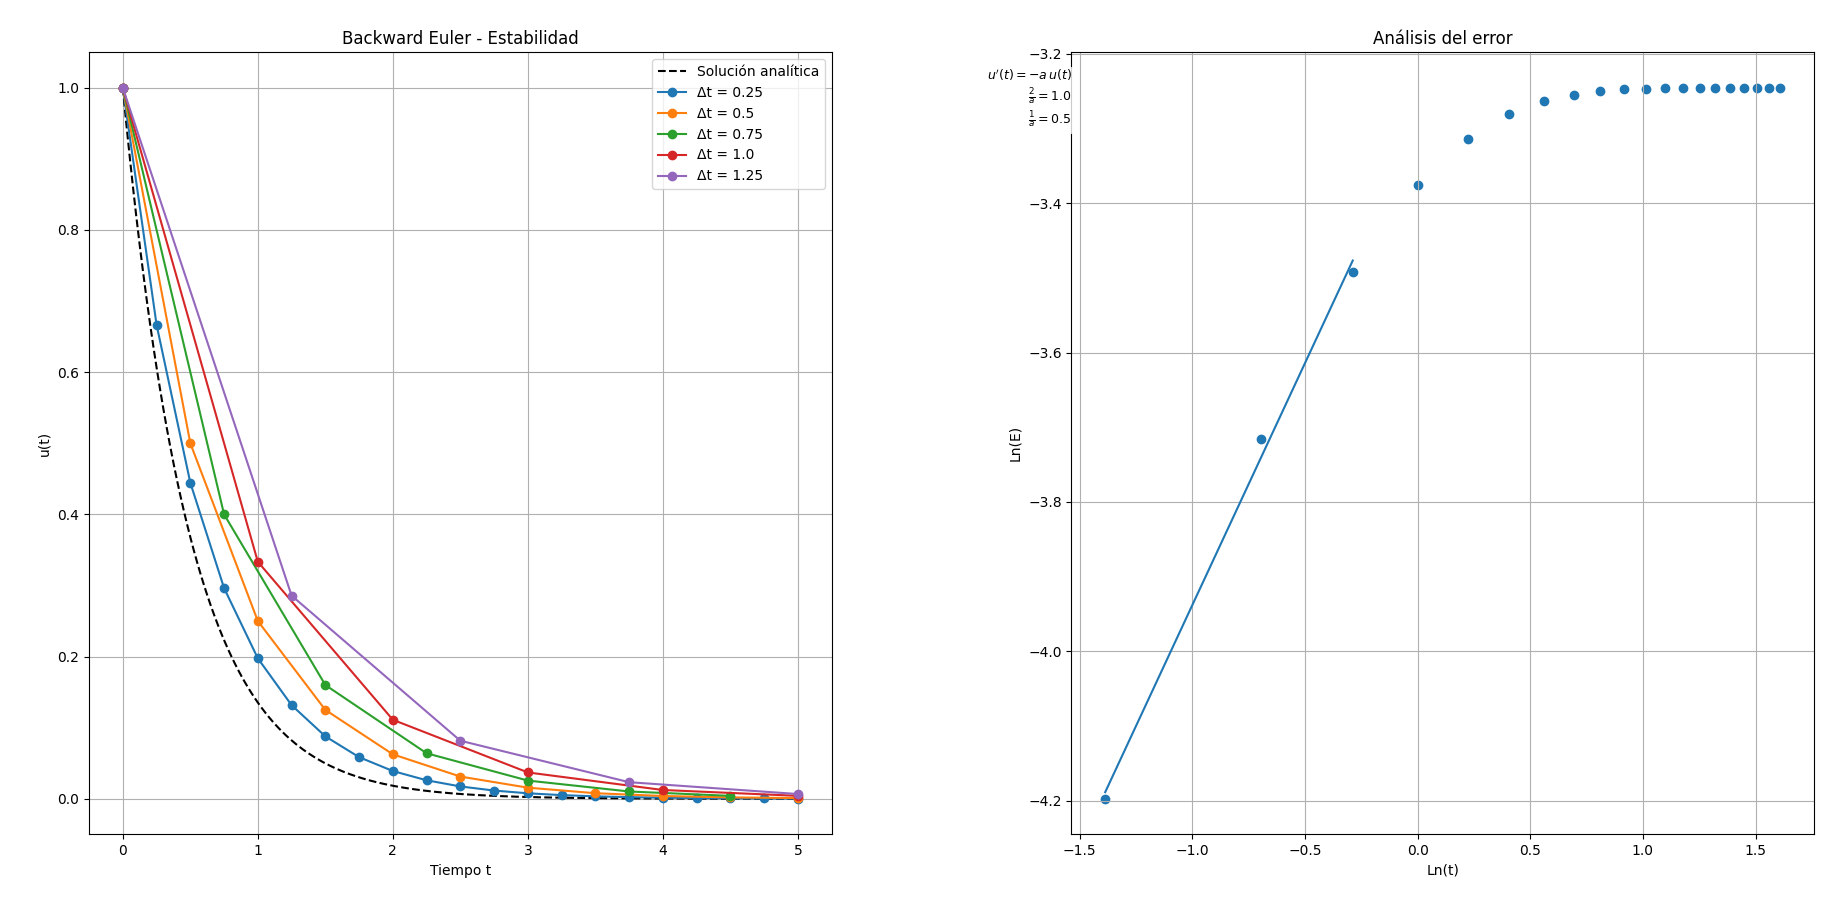 Backward Euler - Estabilidad
Solución analítica
Δt = 0.25
Δt = 0.5
Δt = 0.75
Δt = 1.0
Δt = 1.25
1.0
0.8
0.6
0.4
0.2
0.0
u(t)
0 1 2 3 4 5
Tiempo t
Análisis del error
u'(t) = −a u(t)
2/a = 1.0
1/a = 0.5
−3.2
−3.4
−3.6
−3.8
−4.0
−4.2
Ln(E)
−1.5 −1.0 −0.5 0.0 0.5 1.0 1.5
Ln(t)